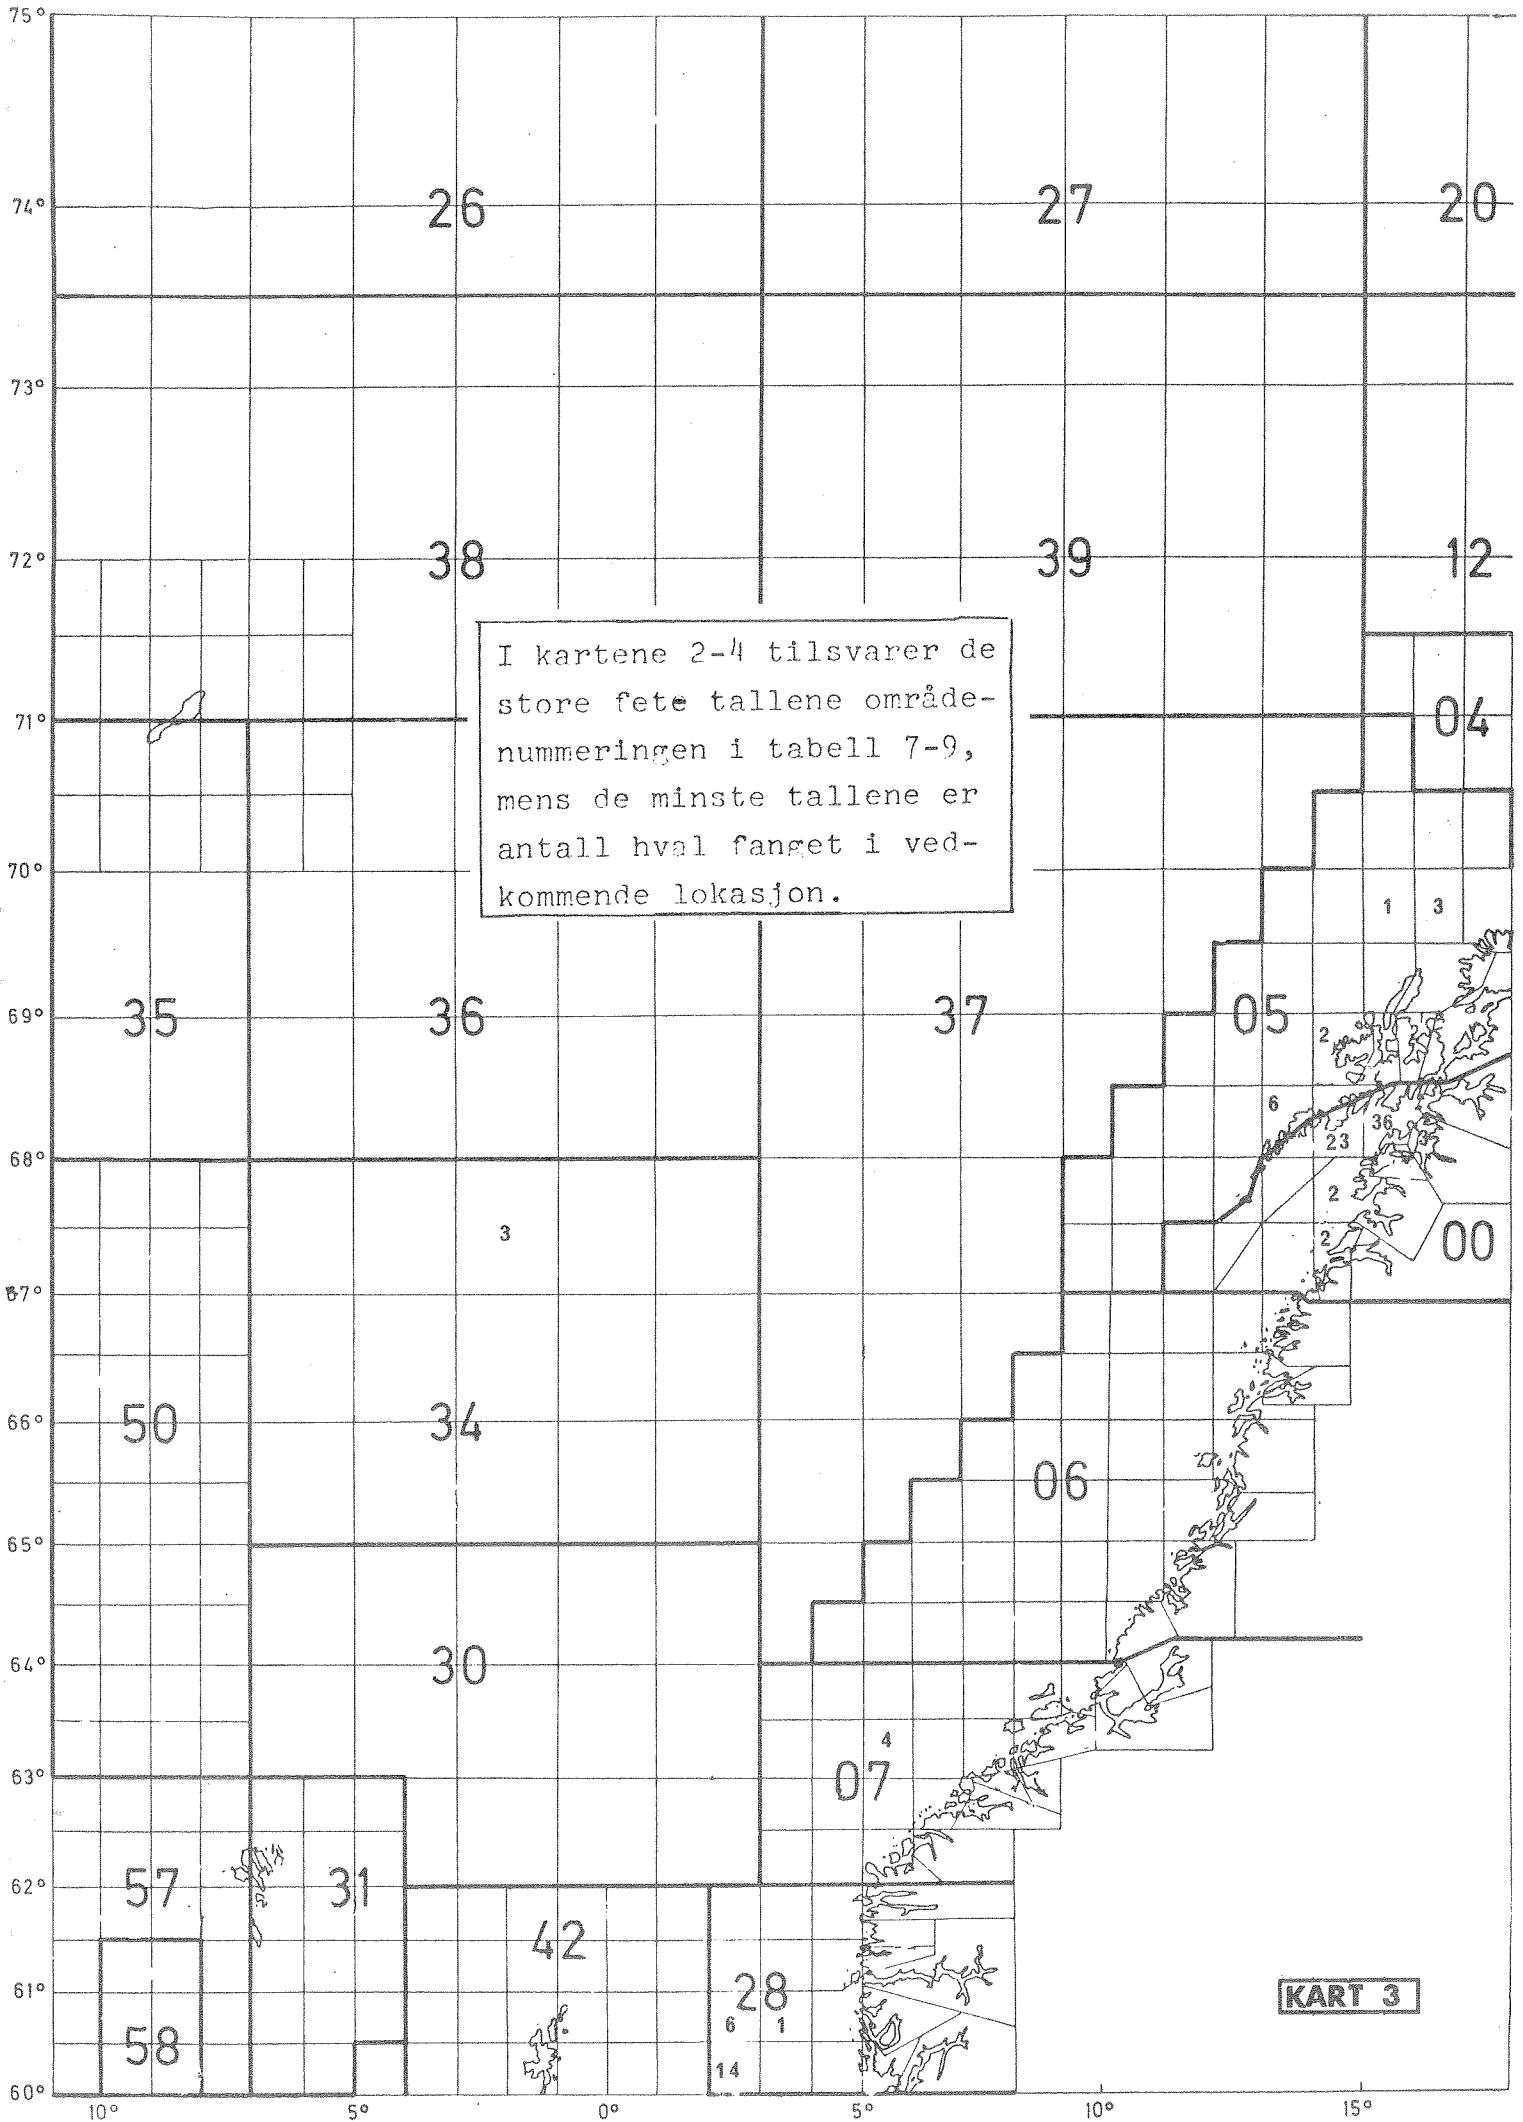 75°
74° 26 27 20
73°
72° 38 39 12
I kartene 2-4 tilsvarer de
store fete tallene område-
nummeringen i tabell 7-9,
mens de minste tallene er
antall hval fanget i ved-
kommende lokasjon.
71° 04
70°
1 3
69° 35 36 37 05
2
6
36
23
68°
2
3
2 00
67°
66° 50 34
06
65°
64° 30
4
63° 07
62° 57 31
42
61° 28
6 1
58
14
60°
KART 3
10° 5° 0° 5° 10° 15°